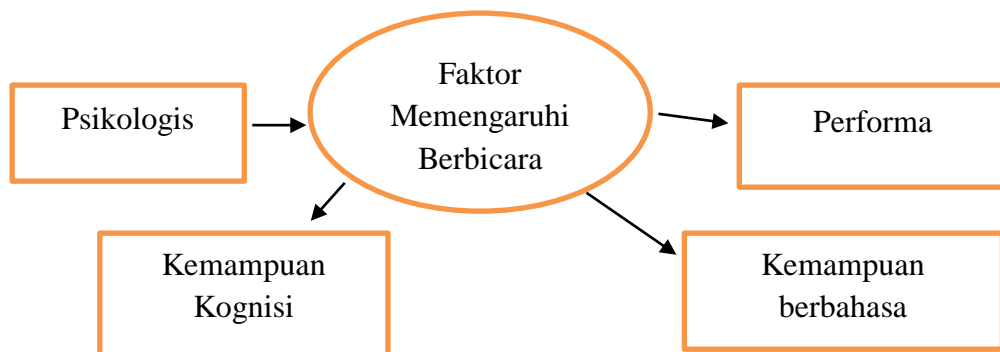 Faktor
Memengaruhi
Berbicara
Psikologis
Performa
Kemampuan
Kognisi
Kemampuan
berbahasa